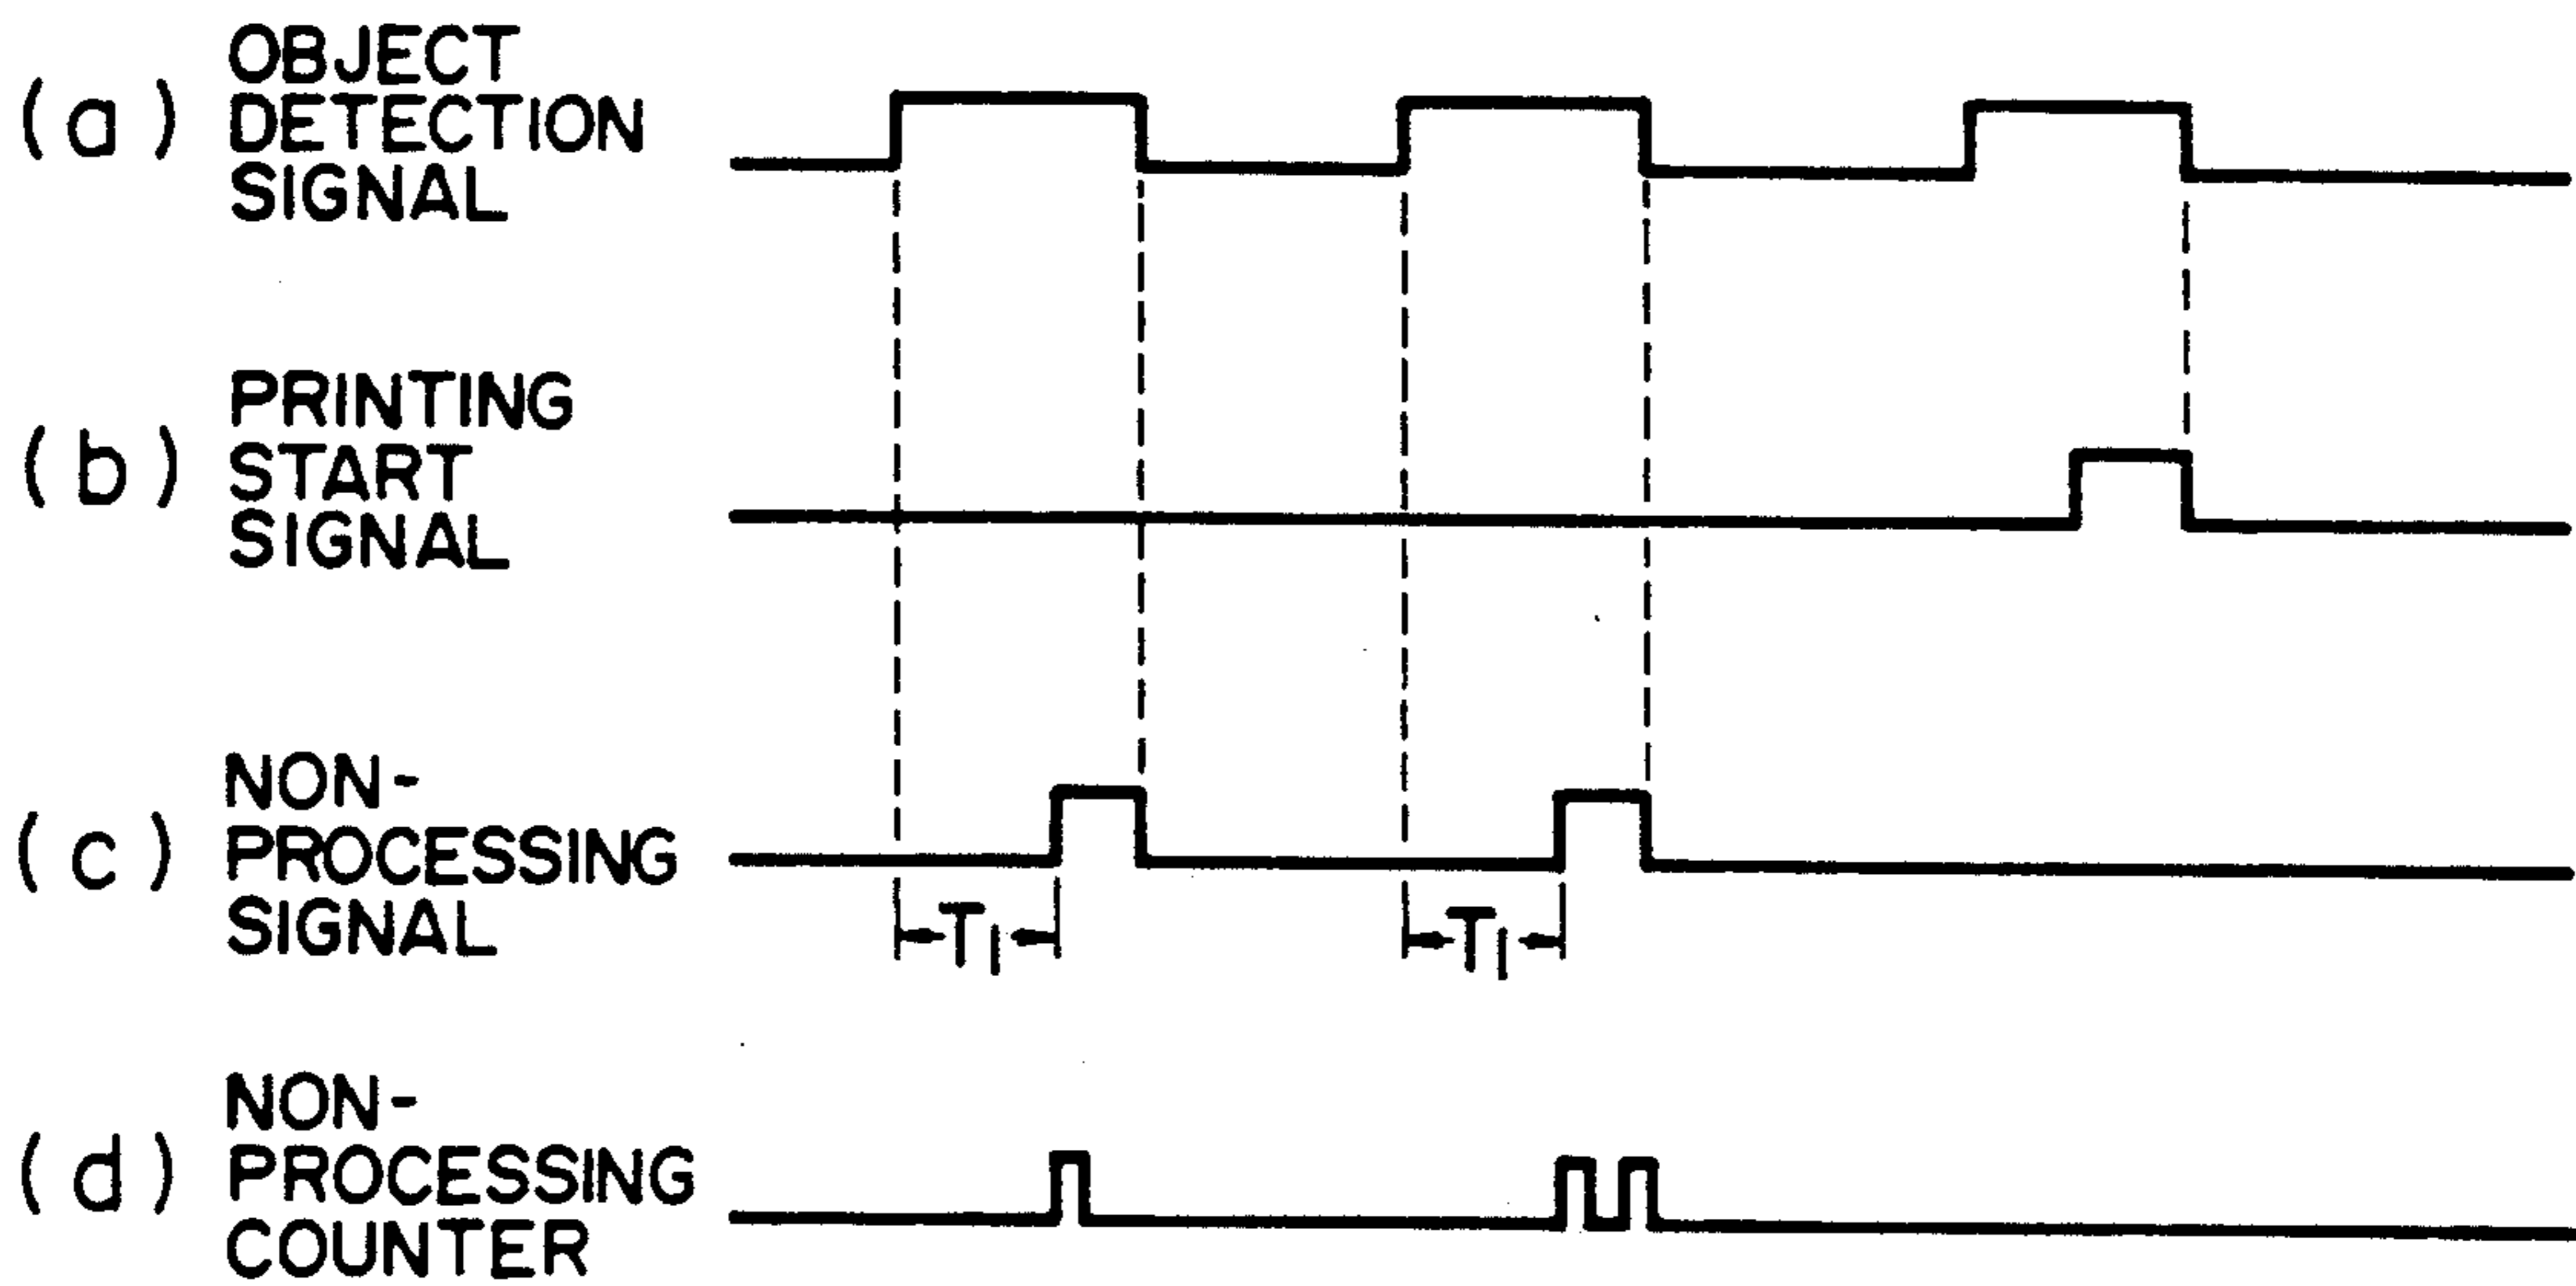 (a) OBJECT
DETECTION
SIGNAL
(b) PRINTING
START
SIGNAL
(c) NON-
PROCESSING
SIGNAL
T1 T1
(d) NON-
PROCESSING
COUNTER